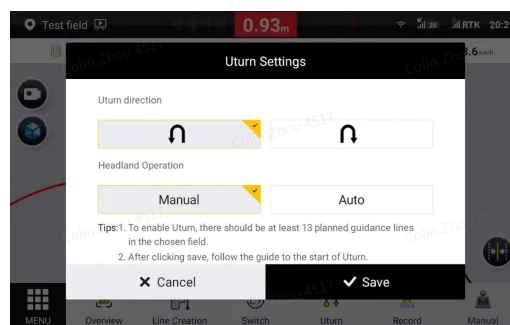 Test field
0.93m
RTK 20:2
3.6 km/h
Uturn Settings
Uturn direction
Headland Operation
Manual
Auto
Tips:1. To enable Uturn, there should be at least 13 planned guidance lines
in the chosen field.
2. After clicking save, follow the guide to the start of Uturn.
Cancel
Save
MENU
Overview
Line Creation
Switch
Uturn
Record
Manual
Colin.Zhou 4517